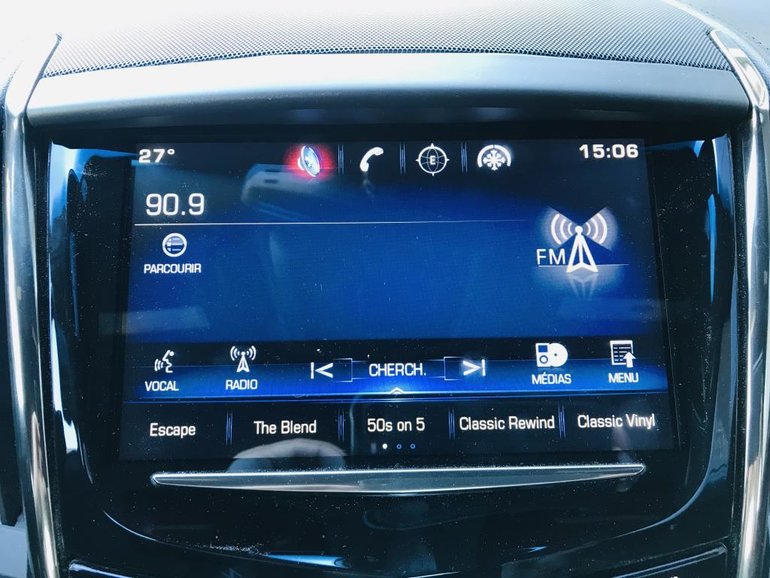 27° 15:06
E
90.9
FM
PARCOURIR
VOCAL RADIO CHERCH. MÉDIAS MENU
Escape The Blend 50s on 5 Classic Rewind Classic Vinyl